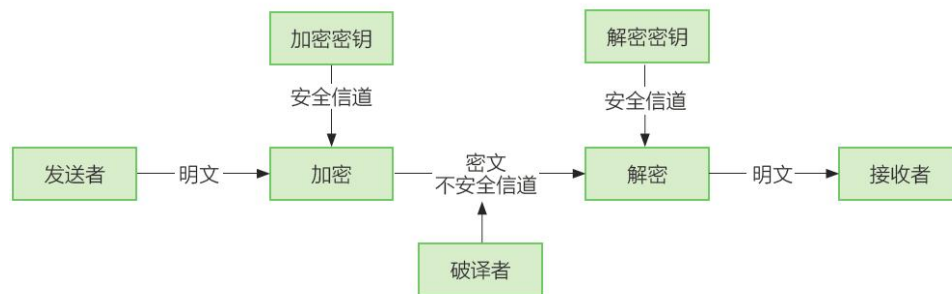 加密密钥
解密密钥
安全信道
安全信道
发送者
明文
加密
密文
不安全信道
解密
明文
接收者
破译者